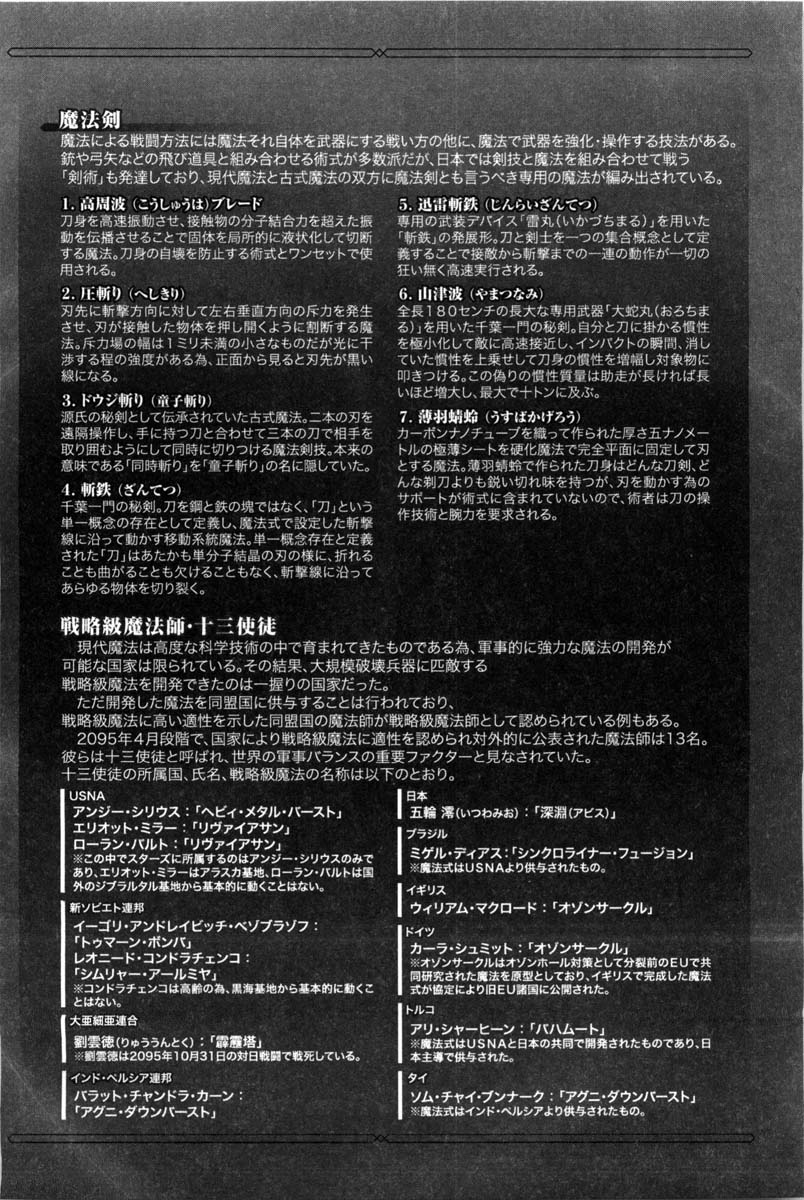 魔法剣
魔法による戦闘方法には魔法それ自体を武器にする戦い方の他に、魔法で武器を強化・操作する技法がある。
銃や弓矢などの飛び道具と組み合わせる術式が多数派だが、日本では剣技と魔法を組み合わせて戦う
「剣術」も発達しており、現代魔法と古式魔法の双方に魔法剣とも言うべき専用の魔法が編み出されている。
1. 高周波（こうしゅうは）ブレード
刀身を高速振動させ、接触物の分子結合力を超えた振
動を伝播させることで固体を局所的に液状化して切断
する魔法。刀身の自壊を防止する術式とワンセットで使
用される。
2. 圧斬り（へしきり）
刃先に斬撃方向に対して左右垂直方向の斥力を発生
させ、刃が接触した物体を押し開くように割断する魔
法。斥力場の幅は1ミリ未満の小さなものだが光に干
渉する程の強度がある為、正面から見ると刃先が黒い
線になる。
3. ドウジ斬り（童子斬り）
源氏の秘剣として伝承されていた古式魔法。二本の刃を
遠隔操作し、手に持つ刀と合わせて三本の刀で相手を
取り囲むようにして同時に切りつける魔法剣技。本来の
意味である「同時斬り」を「童子斬り」の名に隠していた。
4. 斬鉄（ざんてつ）
千葉一門の秘剣。刀を鋼と鉄の塊ではなく、「刀」という
単一概念の存在として定義し、魔法式で設定した斬撃
線に沿って動かす移動系統魔法。単一概念存在と定義
された「刀」はあたかも単分子結晶の刃の様に、折れる
ことも曲がることも欠けることもなく、斬撃線に沿って
あらゆる物体を切り裂く。
5. 迅雷斬鉄（じんらいざんてつ）
専用の武装デバイス「雷丸（いかづちまる）」を用いた
「斬鉄」の発展形。刀と剣士を一つの集合概念として定
義することで接敵から斬撃までの一連の動作が一切の
狂い無く高速実行される。
6. 山津波（やまつなみ）
全長180センチの長大な専用武器「大蛇丸（おろちま
る）」を用いた千葉一門の秘剣。自分と刀に掛かる慣性
を極小化して敵に高速接近し、インパクトの瞬間、消し
ていた慣性を上乗せして刀身の慣性を増幅し対象物に
叩きつける。この偽りの慣性質量は助走が長ければ長
いほど増大し、最大で十トンに及ぶ。
7. 薄羽蜻蛉（うすばかげろう）
カーボンナノチューブを織って作られた厚さ五ナノメー
トルの極薄シートを硬化魔法で完全平面に固定して刃
とする魔法。薄羽蜻蛉で作られた刀身はどんな刀剣、ど
んな剃刀よりも鋭い切れ味を持つが、刃を動かす為の
サポートが術式に含まれていないので、術者は刀の操
作技術と腕力を要求される。
戦略級魔法師・十三使徒
現代魔法は高度な科学技術の中で育まれてきたものである為、軍事的に強力な魔法の開発が
可能な国家は限られている。その結果、大規模破壊兵器に匹敵する
戦略級魔法を開発できたのは一握りの国家だった。
ただ開発した魔法を同盟国に供与することは行われており、
戦略級魔法に高い適性を示した同盟国の魔法師が戦略級魔法師として認められている例もある。
2095年4月段階で、国家により戦略級魔法に適性を認められ対外的に公表された魔法師は13名。
彼らは十三使徒と呼ばれ、世界の軍事バランスの重要ファクターと見なされていた。
十三使徒の所属国、氏名、戦略級魔法の名称は以下のとおり。
USNA
アンジー・シリウス：「ヘビィ・メタル・バースト」
エリオット・ミラー：「リヴァイアサン」
ローラン・バルト：「リヴァイアサン」
※この中でスターズに所属するのはアンジー・シリウスのみで
あり、エリオット・ミラーはアラスカ基地、ローラン・バルトは国
外のジブラルタル基地から基本的に動くことはない。
新ソビエト連邦
イーゴリ・アンドレイビッチ・ベゾブラゾフ：
「トゥマーン・ボンバ」
レオニード・コンドラチェンコ：
「シムリャー・アールミヤ」
※コンドラチェンコは高齢の為、黒海基地から基本的に動くこ
とはない。
大亜細亜連合
劉雲徳（りゅううんとく）：「霹靂塔」
※劉雲徳は2095年10月31日の対日戦闘で戦死している。
インド・ペルシア連邦
バラット・チャンドラ・カーン：
「アグニ・ダウンバースト」
日本
五輪 澪（いつわみお）：「深淵（アビス）」
ブラジル
ミゲル・ディアス：「シンクロライナー・フュージョン」
※魔法式はUSNAより供与されたもの。
イギリス
ウィリアム・マクロード：「オゾンサークル」
ドイツ
カーラ・シュミット：「オゾンサークル」
※オゾンサークルはオゾンホール対策として分裂前のEUで共
同研究された魔法を原型としており、イギリスで完成した魔法
式が協定により旧EU諸国に公開された。
トルコ
アリ・シャーヒーン：「バハムート」
※魔法式はUSNAと日本の共同で開発されたものであり、日
本主導で供与された。
タイ
ソム・チャイ・ブンナーク：「アグニ・ダウンバースト」
※魔法式はインド・ペルシアより供与されたもの。